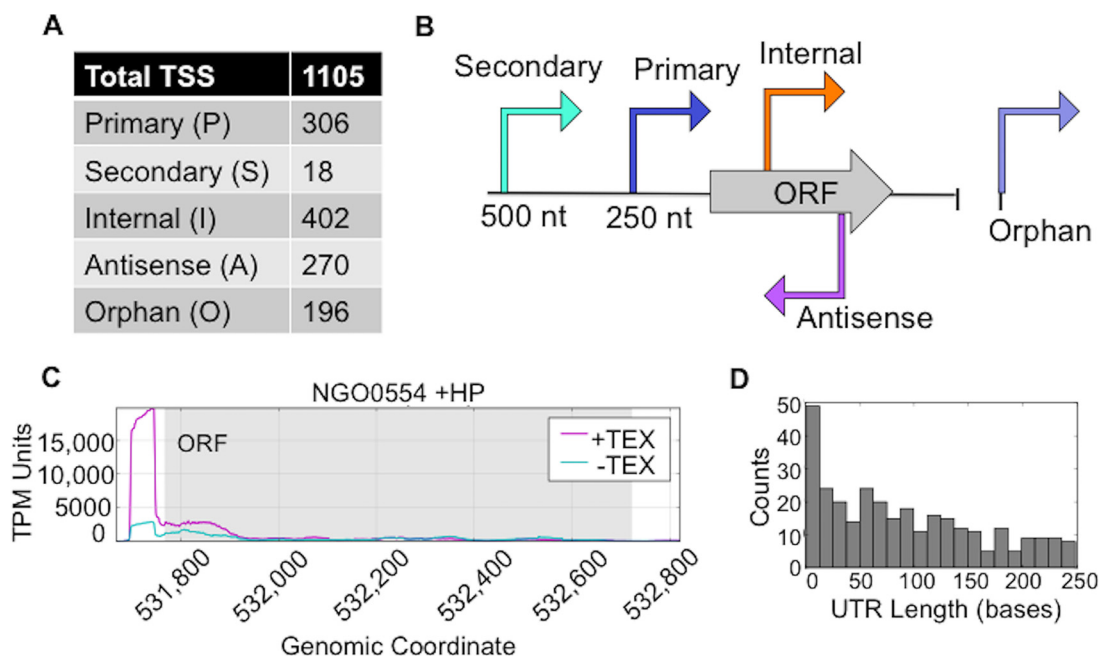 A
Total TSS 1105
Primary (P) 306
Secondary (S) 18
Internal (I) 402
Antisense (A) 270
Orphan (O) 196
B
Secondary
Primary
Internal
500 nt
250 nt
ORF
Orphan
Antisense
C
NGO0554 +HP
TPM Units
15,000
10,000
5000
0
ORF
+TEX
-TEX
531,800
532,000
532,200
532,400
532,600
532,800
Genomic Coordinate
D
Counts
50
40
30
20
10
0
0 50 100 150 200 250
UTR Length (bases)